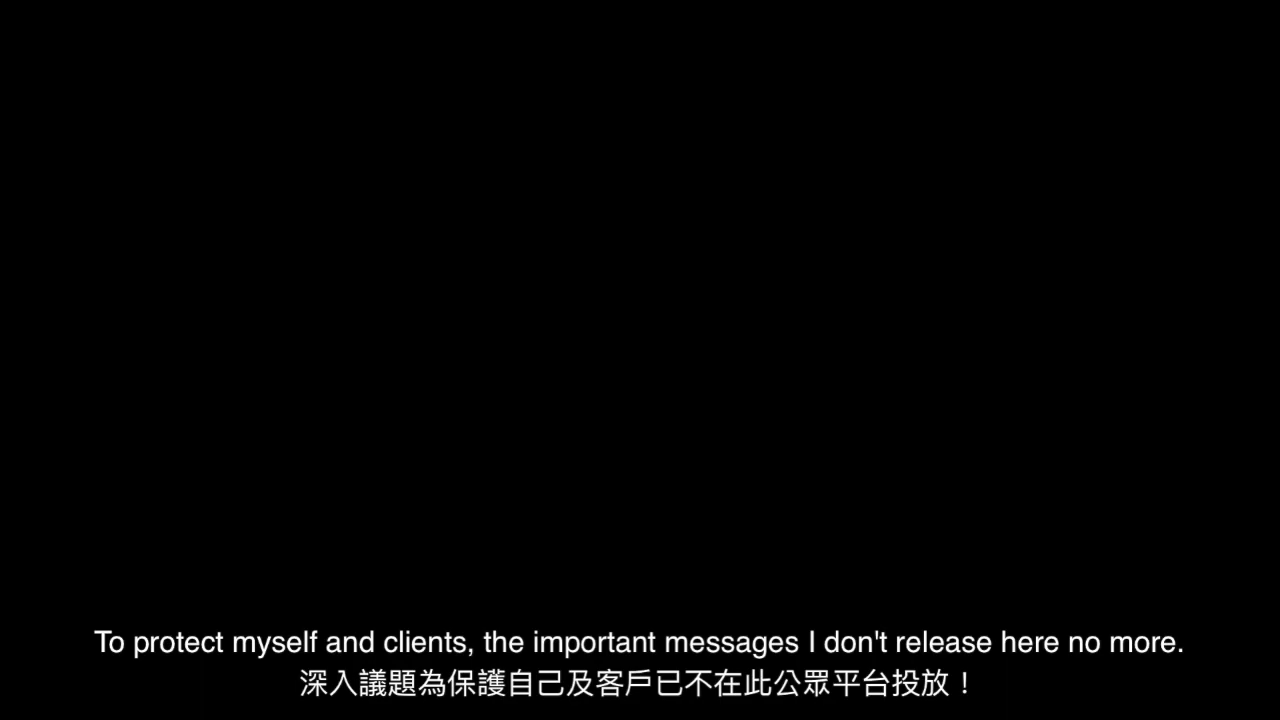 To protect myself and clients, the important messages I don't release here no more.
深入議題為保護自己及客戶已不在此公眾平台投放！